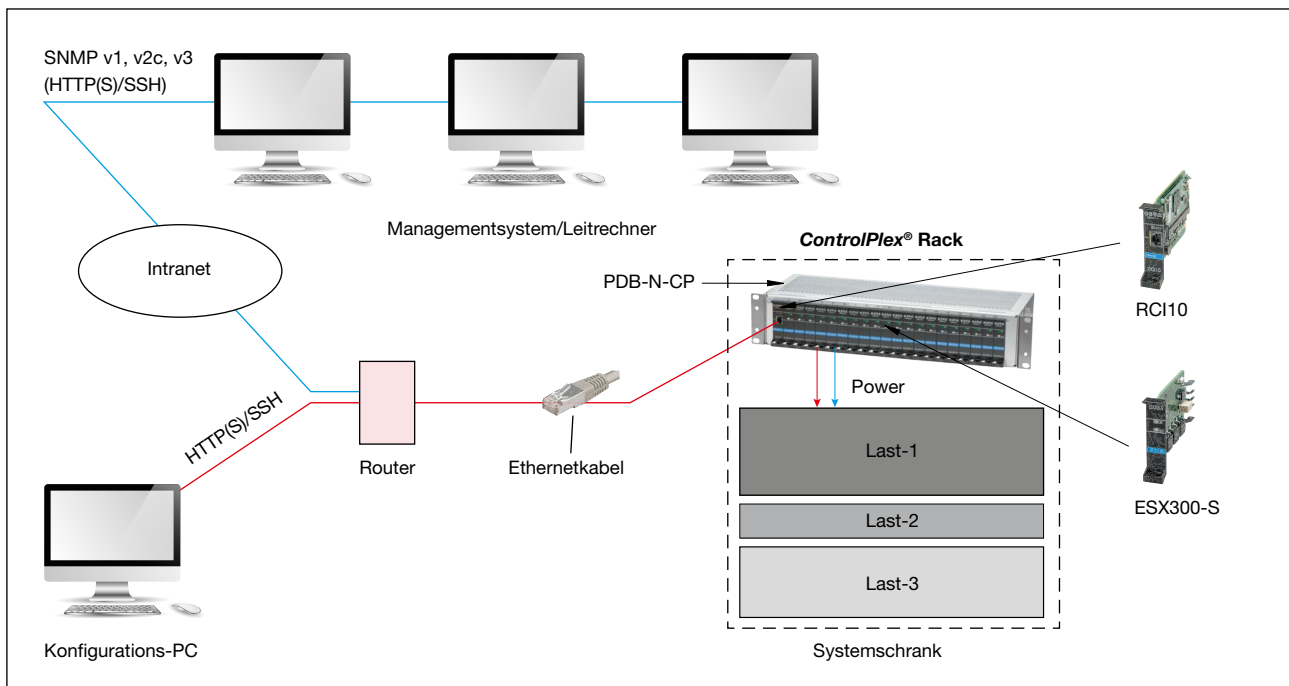 SNMP v1, v2c, v3
(HTTP(S)/SSH)
Managementsystem/Leitrechner
Intranet
ControlPlex® Rack
PDB-N-CP
RCI10
Power
HTTP(S)/SSH
Router
Ethernetkabel
Last-1
Last-2
Last-3
ESX300-S
Konfigurations-PC
Systemschrank